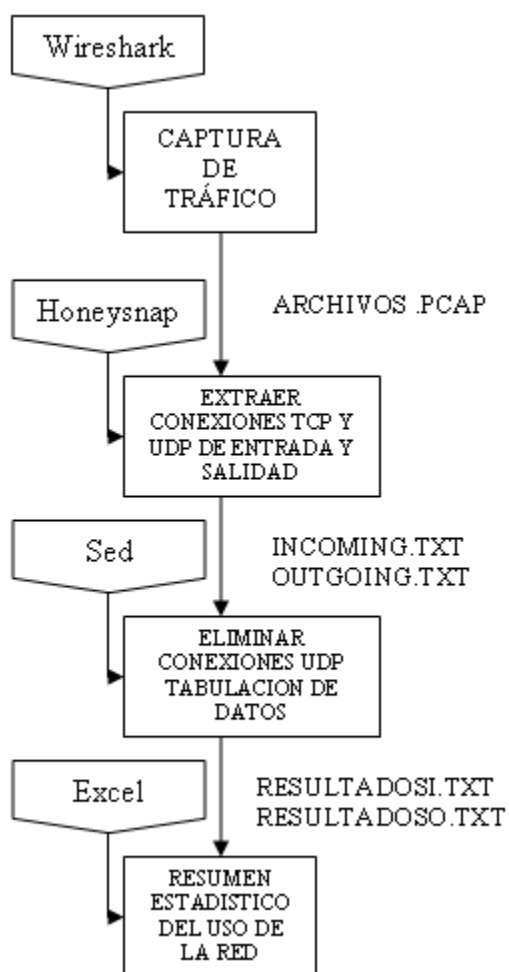 Wireshark
CAPTURA
DE
TRÁFICO
ARCHIVOS .PCAP
Honeysnap
EXTRAER
CONEXIONES TCP Y
UDP DE ENTRADA Y
SALIDAD
INCOMING.TXT
OUTGOING.TXT
Sed
ELIMINAR
CONEXIONES UDP
TABULACION DE
DATOS
RESULTADOSI.TXT
RESULTADOSO.TXT
Excel
RESUMEN
ESTADISTICO
DEL USO DE
LA RED